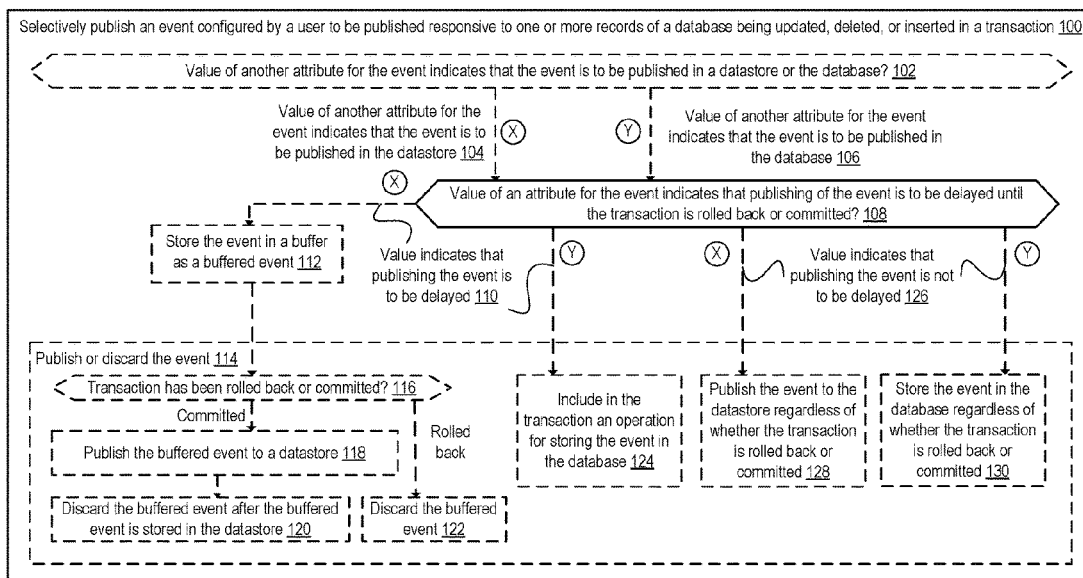 Selectively publish an event configured by a user to be published responsive to one or more records of a database being updated, deleted, or inserted in a transaction 100
Value of another attribute for the event indicates that the event is to be published in a datastore or the database? 102
Value of another attribute for the
event indicates that the event is to
be published in the datastore 104
X
Y
Value of another attribute for the event
indicates that the event is to be published in
the database 106
X
Value of an attribute for the event indicates that publishing of the event is to be delayed until
the transaction is rolled back or committed? 108
Store the event in a buffer
as a buffered event 112
Value indicates that
publishing the event is
to be delayed 110
Y
X
Value indicates that
publishing the event is not
to be delayed 126
Y
Publish or discard the event 114
Transaction has been rolled back or committed? 116
Committed
Rolled
back
Publish the buffered event to a datastore 118
Discard the buffered event after the buffered
event is stored in the datastore 120
Discard the buffered
event 122
Include in the
transaction an operation
for storing the event in
the database 124
Publish the event to the
datastore regardless of
whether the transaction
is rolled back or
committed 128
Store the event in the
database regardless of
whether the transaction
is rolled back or
committed 130